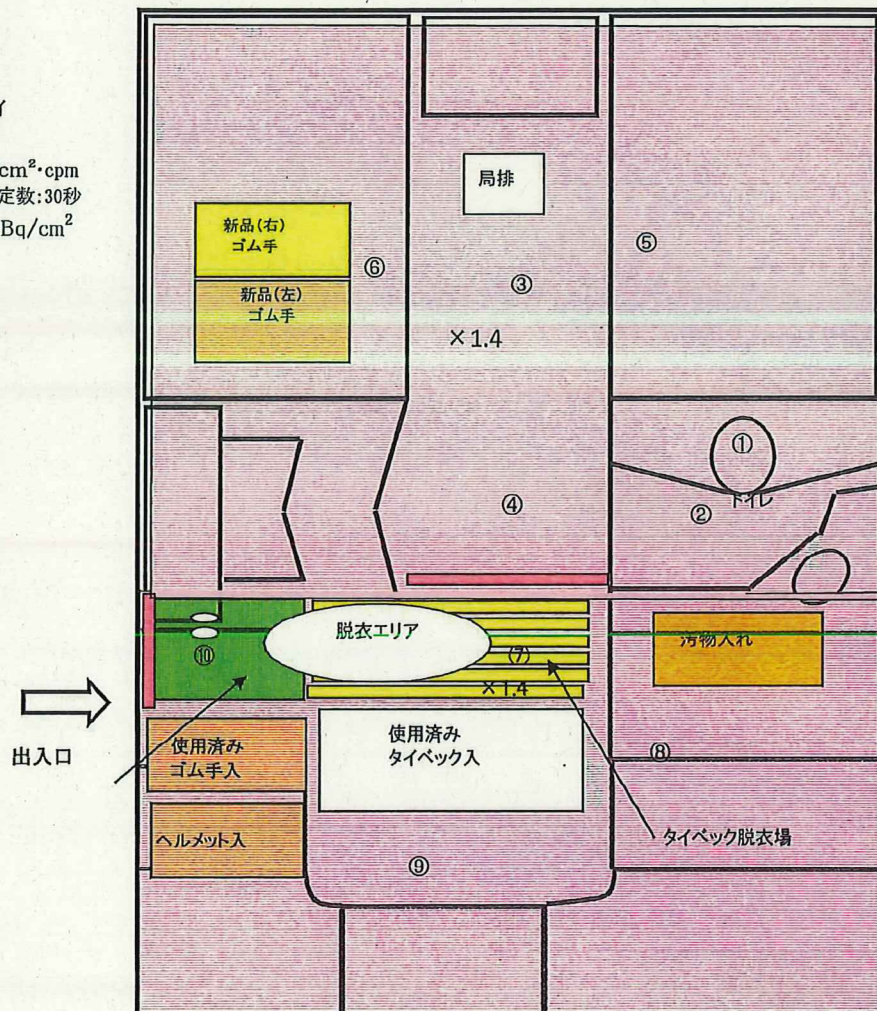 ィ
cm²·cpm
定数:30秒
Bq/cm²
局排
新品(右)
ゴム手
新品(左)
ゴム手
⑥
③
⑤
×1.4
①
トイレ
④
②
脱衣エリア
⑩
(7)
×1.4
汚物入れ
出入口
使用済み
ゴム手入
使用済み
タイベック入
⑧
ヘルメット入
タイベック脱衣場
⑨